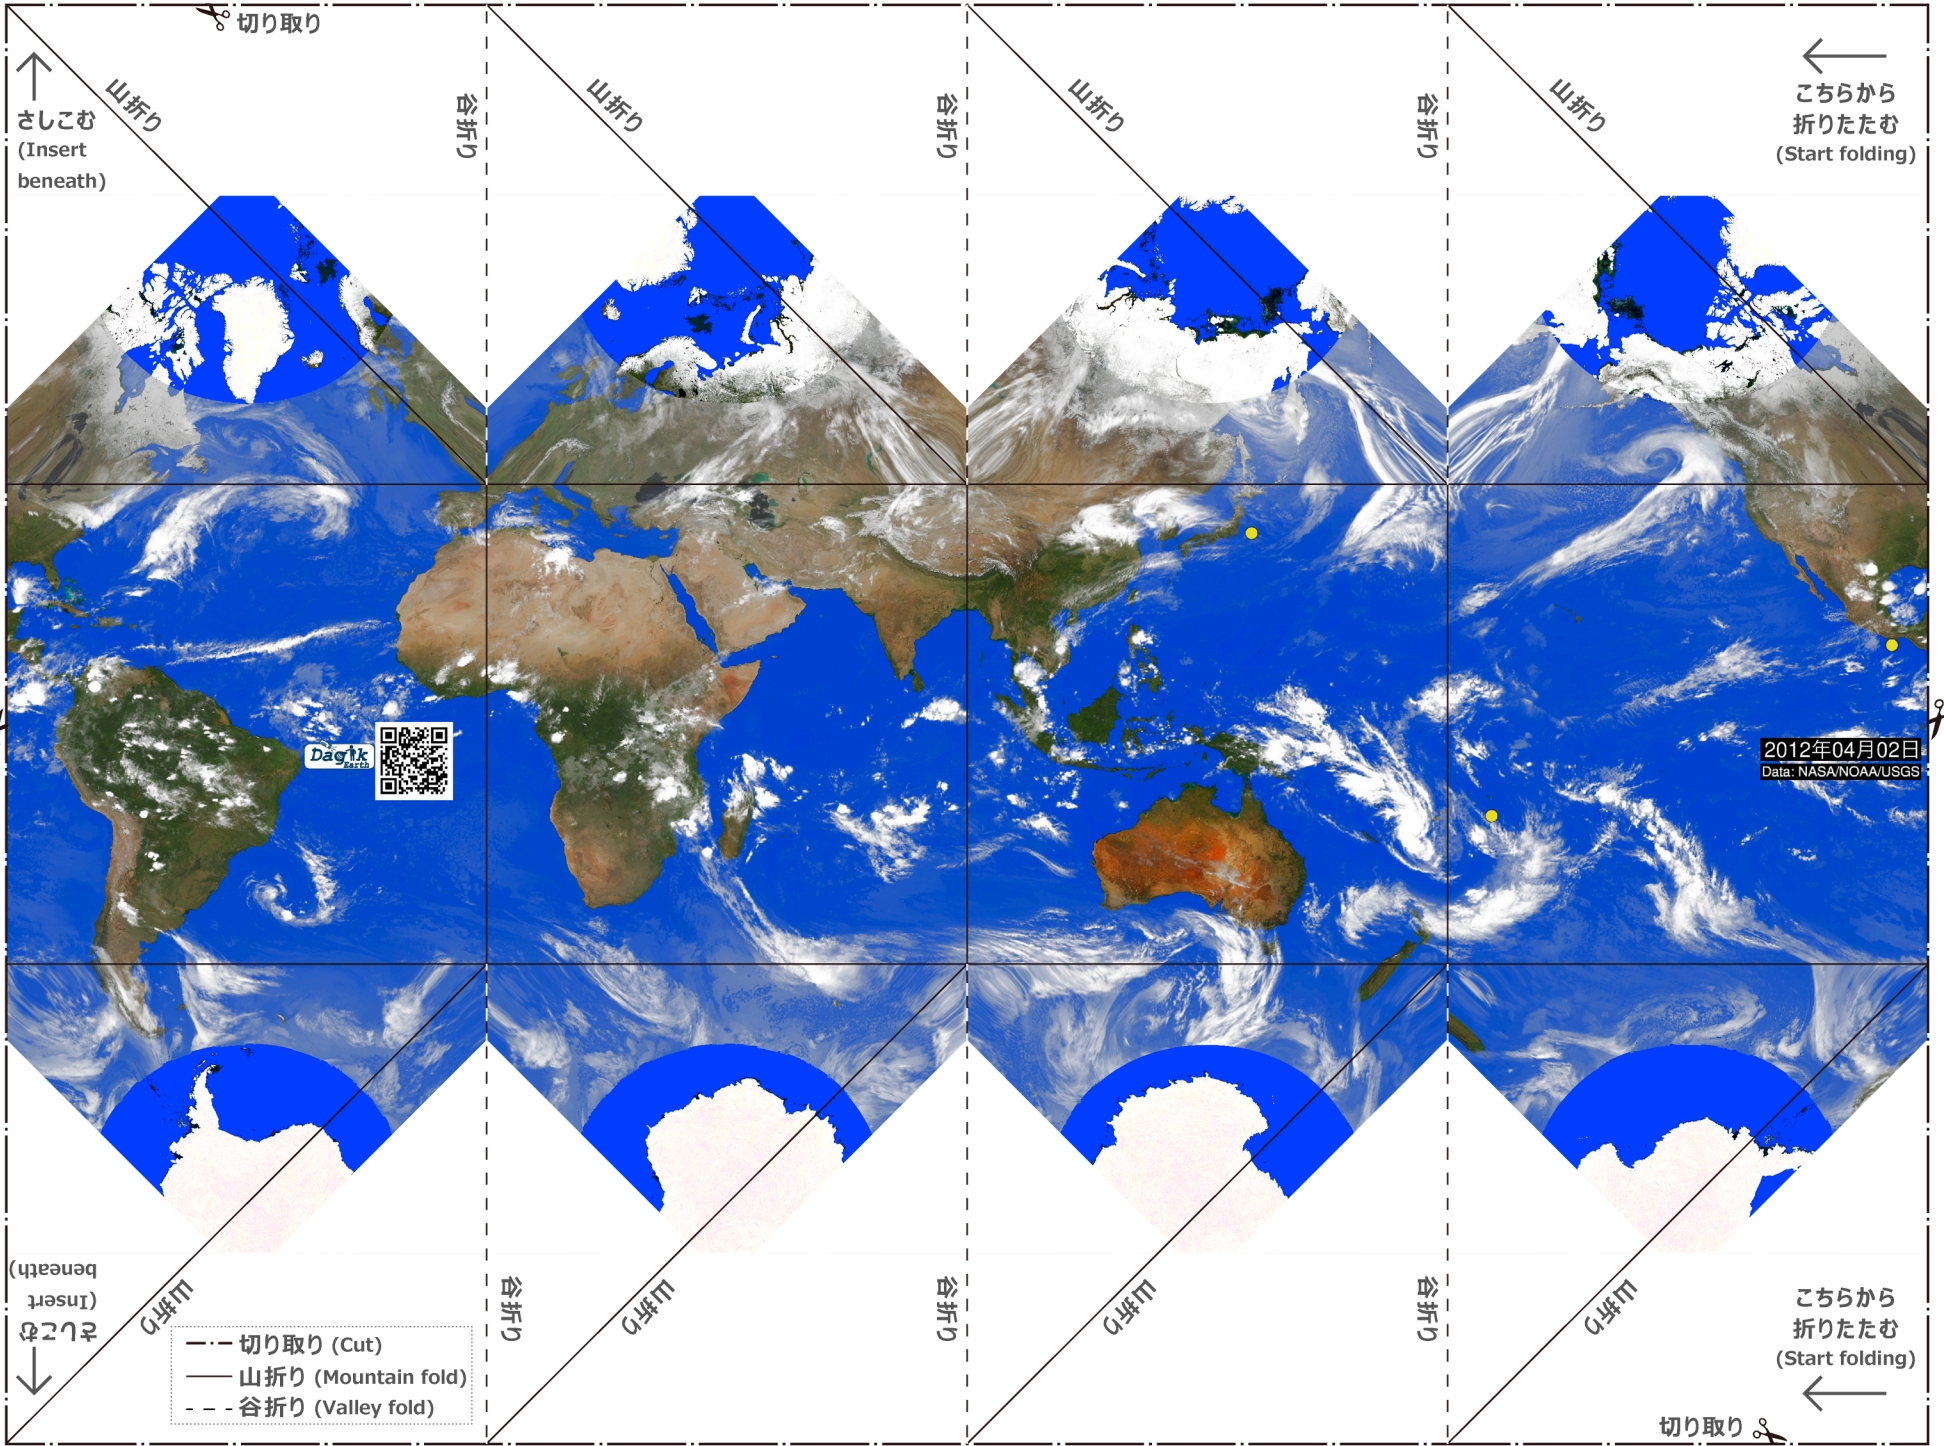 切り取り
山折り
谷折り
山折り
谷折り
山折り
谷折り
山折り
こちらから
折りたたむ
(Start folding)
さしこむ
(Insert
beneath)
Dagik
Earth
2012年04月02日
Data: NASA/NOAA/USGS
さしこむ
(Insert
beneath)
山折り
谷折り
山折り
谷折り
山折り
谷折り
山折り
こちらから
折りたたむ
(Start folding)
切り取り (Cut)
山折り (Mountain fold)
谷折り (Valley fold)
切り取り